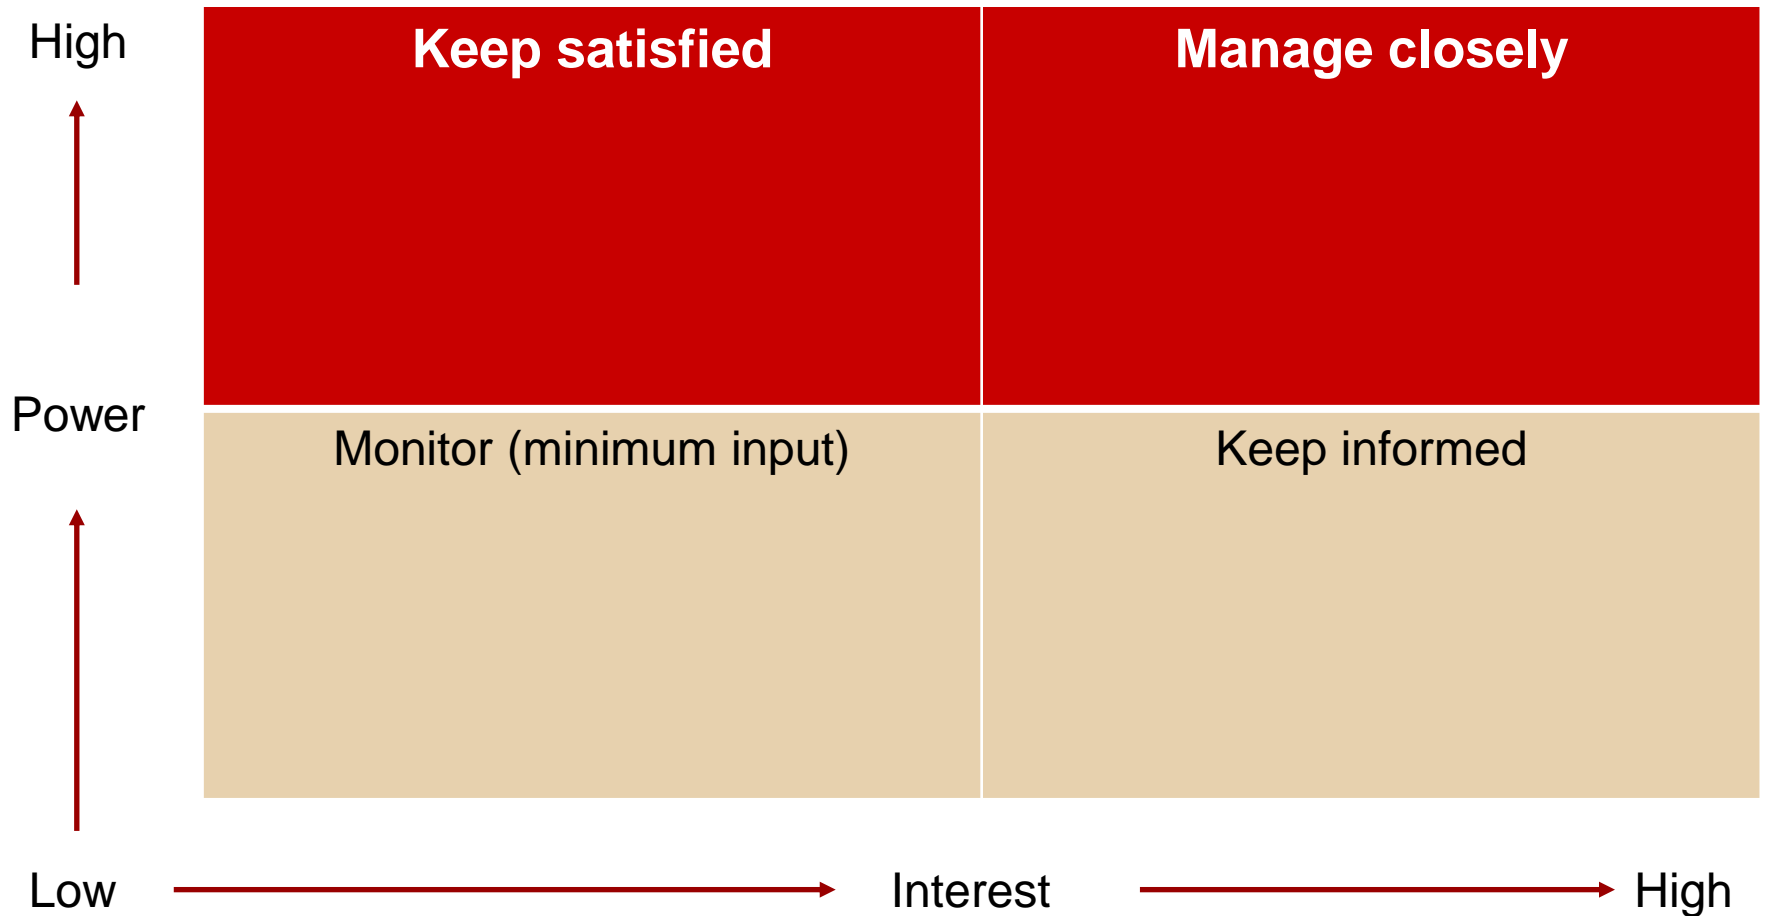 High
Keep satisfied
Manage closely
Power
Monitor (minimum input)
Keep informed
Low
Interest
High